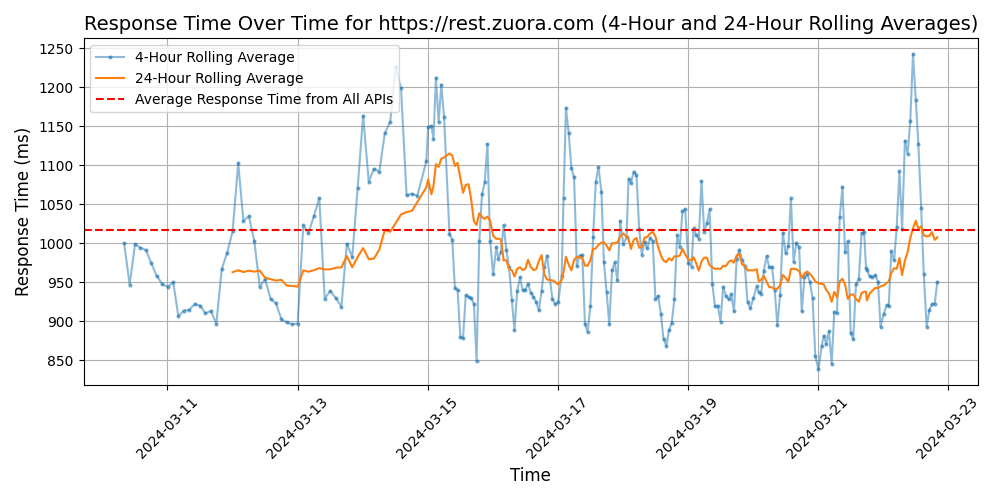 Response Time Over Time for https://rest.zuora.com (4-Hour and 24-Hour Rolling Averages)
4-Hour Rolling Average
24-Hour Rolling Average
Average Response Time from All APIs
Response Time (ms)
1250
1200
1150
1100
1050
1000
950
900
850
2024-03-11
2024-03-13
2024-03-15
2024-03-17
2024-03-19
2024-03-21
2024-03-23
Time